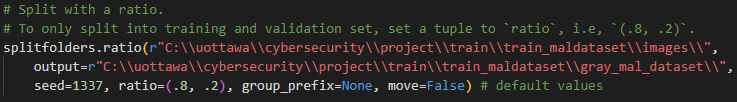 # Split with a ratio.
# To only split into training and validation set, set a tuple to `ratio`, i.e, `(.8, .2)`.
splitfolders.ratio(r"C:\\uottawa\\cybersecurity\\project\\train\\train_maldataset\\images\\",
    output=r"C:\\uottawa\\cybersecurity\\project\\train\\train_maldataset\\gray_mal_dataset\\",
    seed=1337, ratio=(.8, .2), group_prefix=None, move=False) # default values